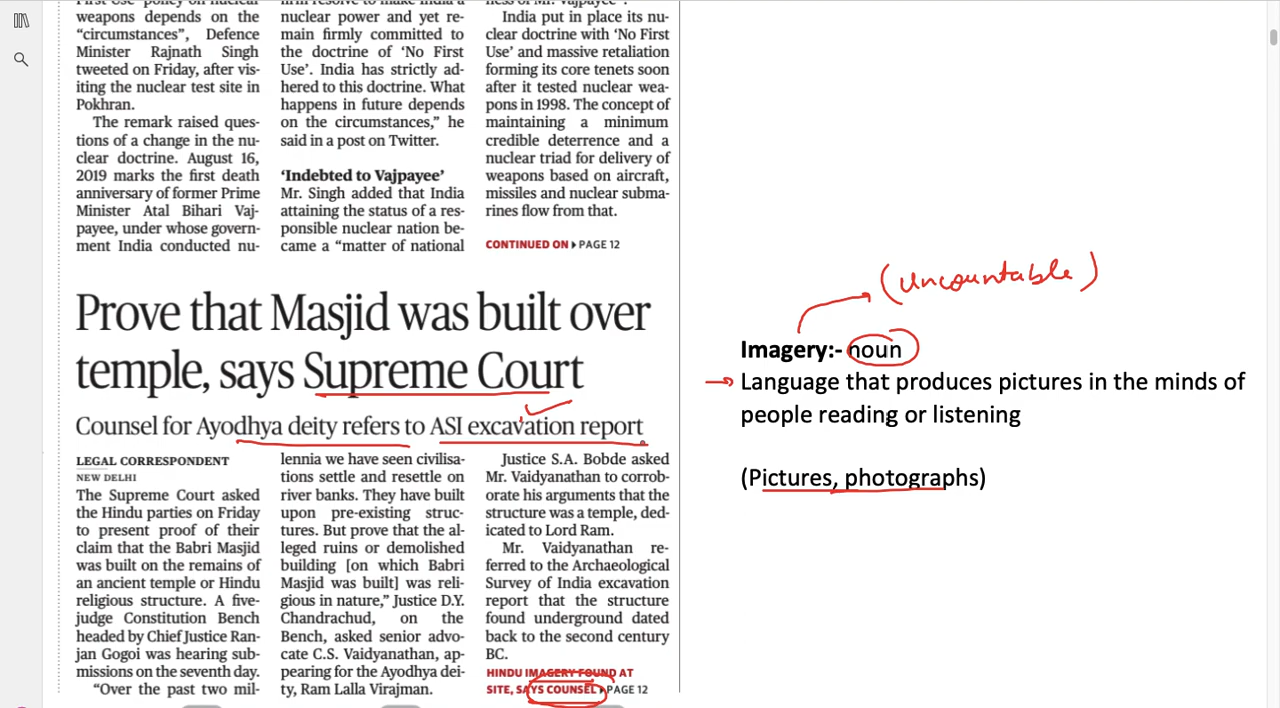 First Use' policy on nuclear
weapons depends on the
“circumstances”, Defence
Minister Rajnath Singh
tweeted on Friday, after vis-
iting the nuclear test site in
Pokhran.
The remark raised ques-
tions of a change in the nu-
clear doctrine. August 16,
2019 marks the first death
anniversary of former Prime
Minister Atal Bihari Vaj-
payee, under whose govern-
ment India conducted nu-
firm resolve to make India a
nuclear power and yet re-
main firmly committed to
the doctrine of ‘No First
Use’. India has strictly ad-
hered to this doctrine. What
happens in future depends
on the circumstances,” he
said in a post on Twitter.
‘Indebted to Vajpayee’
Mr. Singh added that India
attaining the status of a res-
ponsible nuclear nation be-
came a “matter of national
ness of Mr. Vajpayee”.
India put in place its nu-
clear doctrine with ‘No First
Use’ and massive retaliation
forming its core tenets soon
after it tested nuclear wea-
pons in 1998. The concept of
maintaining a minimum
credible deterrence and a
nuclear triad for delivery of
weapons based on aircraft,
missiles and nuclear subma-
rines flow from that.
CONTINUED ON ▸ PAGE 12
Prove that Masjid was built over
temple, says Supreme Court
Counsel for Ayodhya deity refers to ASI excavation report
LEGAL CORRESPONDENT
NEW DELHI
The Supreme Court asked
the Hindu parties on Friday
to present proof of their
claim that the Babri Masjid
was built on the remains of
an ancient temple or Hindu
religious structure. A five-
judge Constitution Bench
headed by Chief Justice Ran-
jan Gogoi was hearing sub-
missions on the seventh day.
“Over the past two mil-
lennia we have seen civilisa-
tions settle and resettle on
river banks. They have built
upon pre-existing struc-
tures. But prove that the al-
leged ruins or demolished
building [on which Babri
Masjid was built] was reli-
gious in nature,” Justice D.Y.
Chandrachud, on the
Bench, asked senior advo-
cate C.S. Vaidyanathan, ap-
pearing for the Ayodhya dei-
ty, Ram Lalla Virajman.
Justice S.A. Bobde asked
Mr. Vaidyanathan to corrob-
orate his arguments that the
structure was a temple, ded-
icated to Lord Ram.
Mr. Vaidyanathan re-
ferred to the Archaeological
Survey of India excavation
report that the structure
found underground dated
back to the second century
BC.
HINDU IMAGERY FOUND AT
SITE, SAYS COUNSEL ▸ PAGE 12
(uncountable)
Imagery:- noun
Language that produces pictures in the minds of
people reading or listening
(Pictures, photographs)